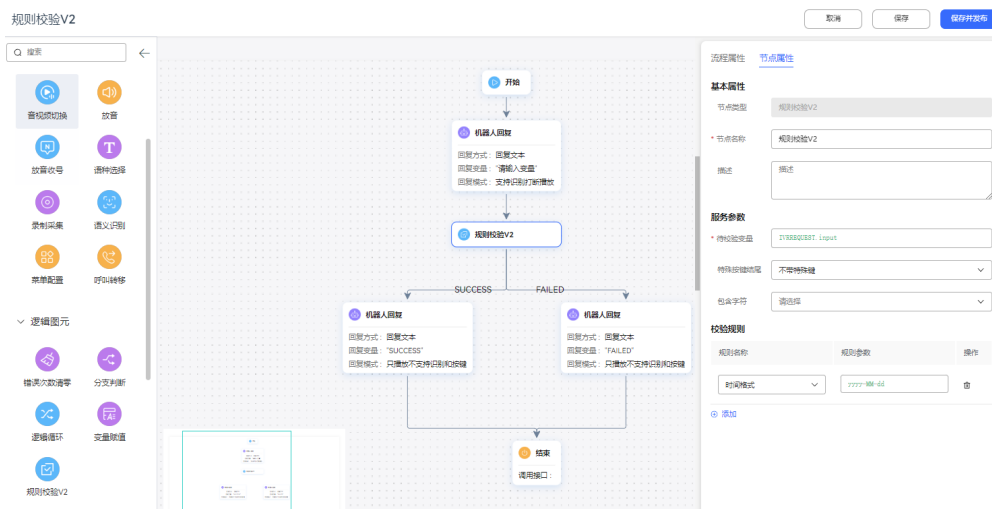 规则校验V2
取消
保存
保存并发布
搜索
音视频切换
放音
放音收号
语种选择
录制采集
语义识别
菜单配置
呼叫转移
逻辑图元
错误次数清零
分支判断
逻辑循环
变量赋值
规则校验V2
开始
机器人回复
回复方式： 回复文本
回复变量： "请输入变量"
回复模式： 支持识别打断播放
规则校验V2
SUCCESS
FAILED
机器人回复
回复方式： 回复文本
回复变量： "SUCCESS"
回复模式： 只播放不支持识别和按键
机器人回复
回复方式： 回复文本
回复变量： "FAILED"
回复模式： 只播放不支持识别和按键
结束
调用接口：
流程属性 节点属性
基本属性
节点类型 规则校验V2
* 节点名称 规则校验V2
描述 描述
服务参数
* 待校验变量 IVRREQUEST.input
特殊按键结尾 不带特殊键
包含字符 请选择
校验规则
规则名称 规则参数 操作
时间格式 yyyy-MM-dd
添加